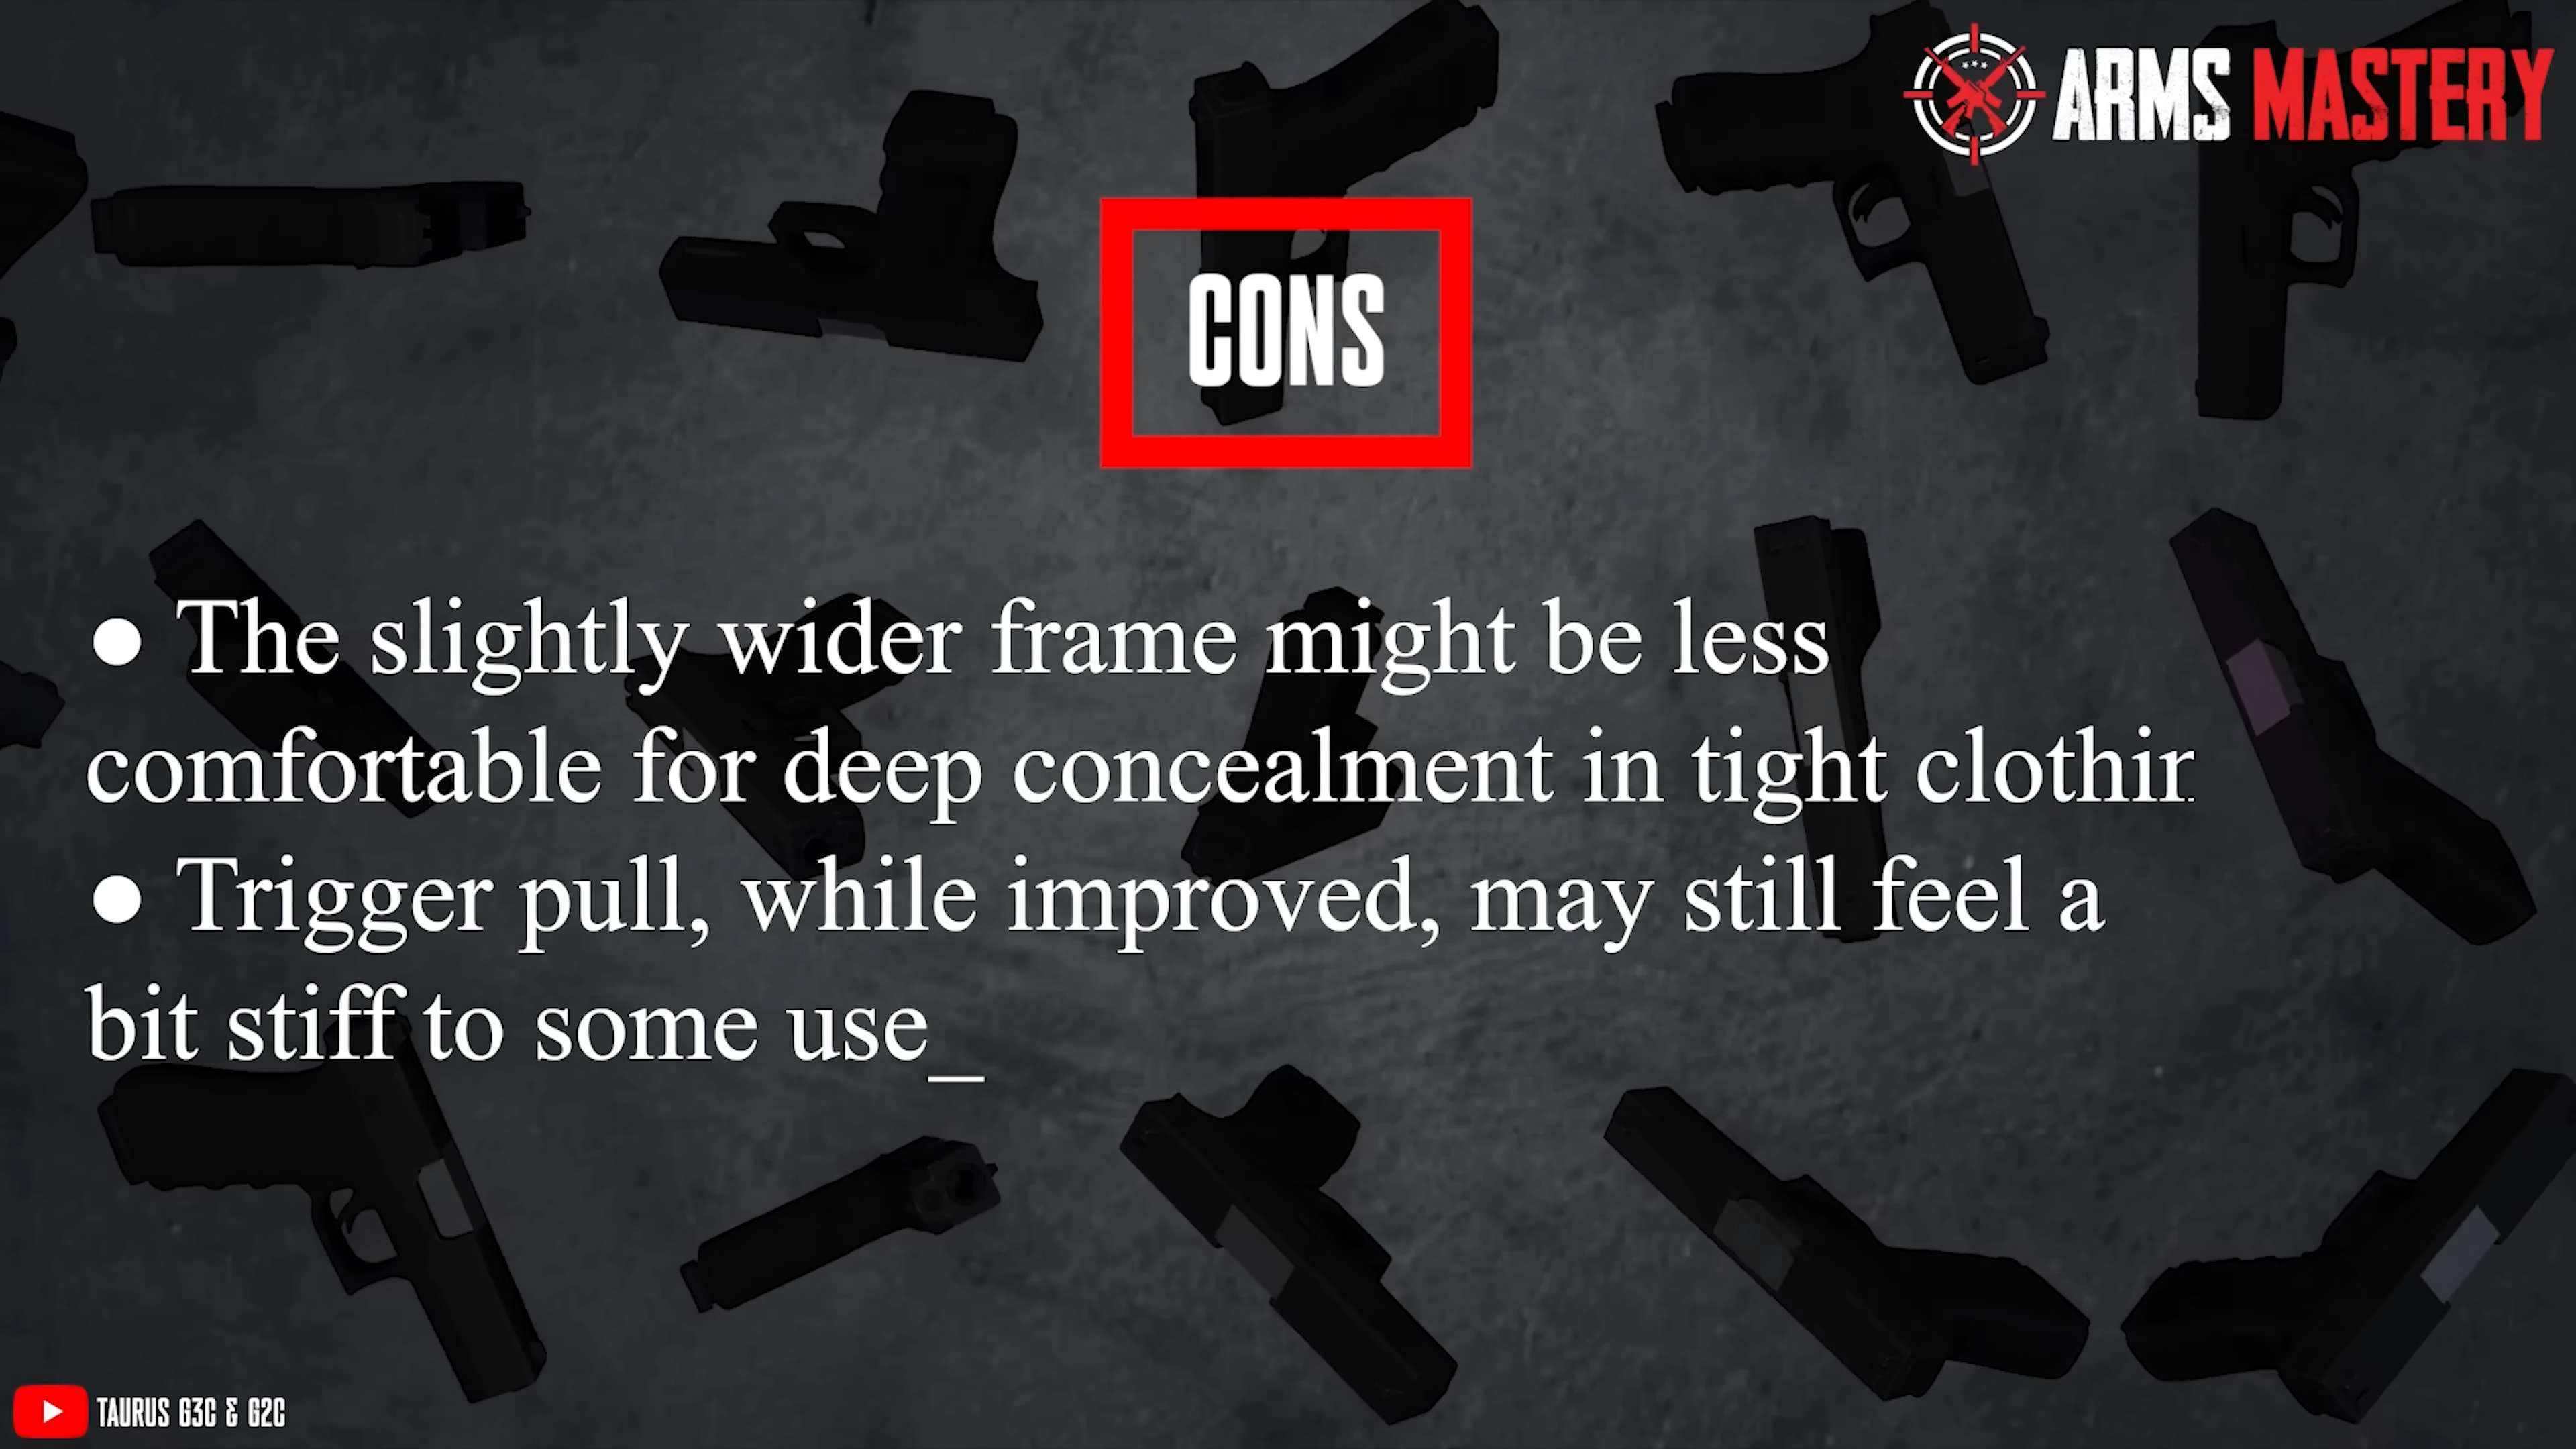 ARMS MASTERY
CONS
● The slightly wider frame might be less
comfortable for deep concealment in tight clothin
● Trigger pull, while improved, may still feel a
bit stiff to some use_
TAURUS G3C & G2C